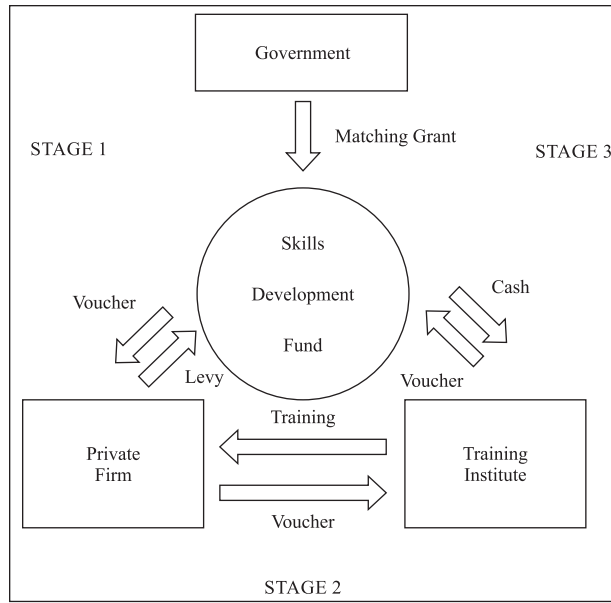 Government
Matching Grant
STAGE 1
STAGE 3
Skills
Development
Fund
Voucher
Levy
Cash
Voucher
Training
Private
Firm
Training
Institute
Voucher
STAGE 2